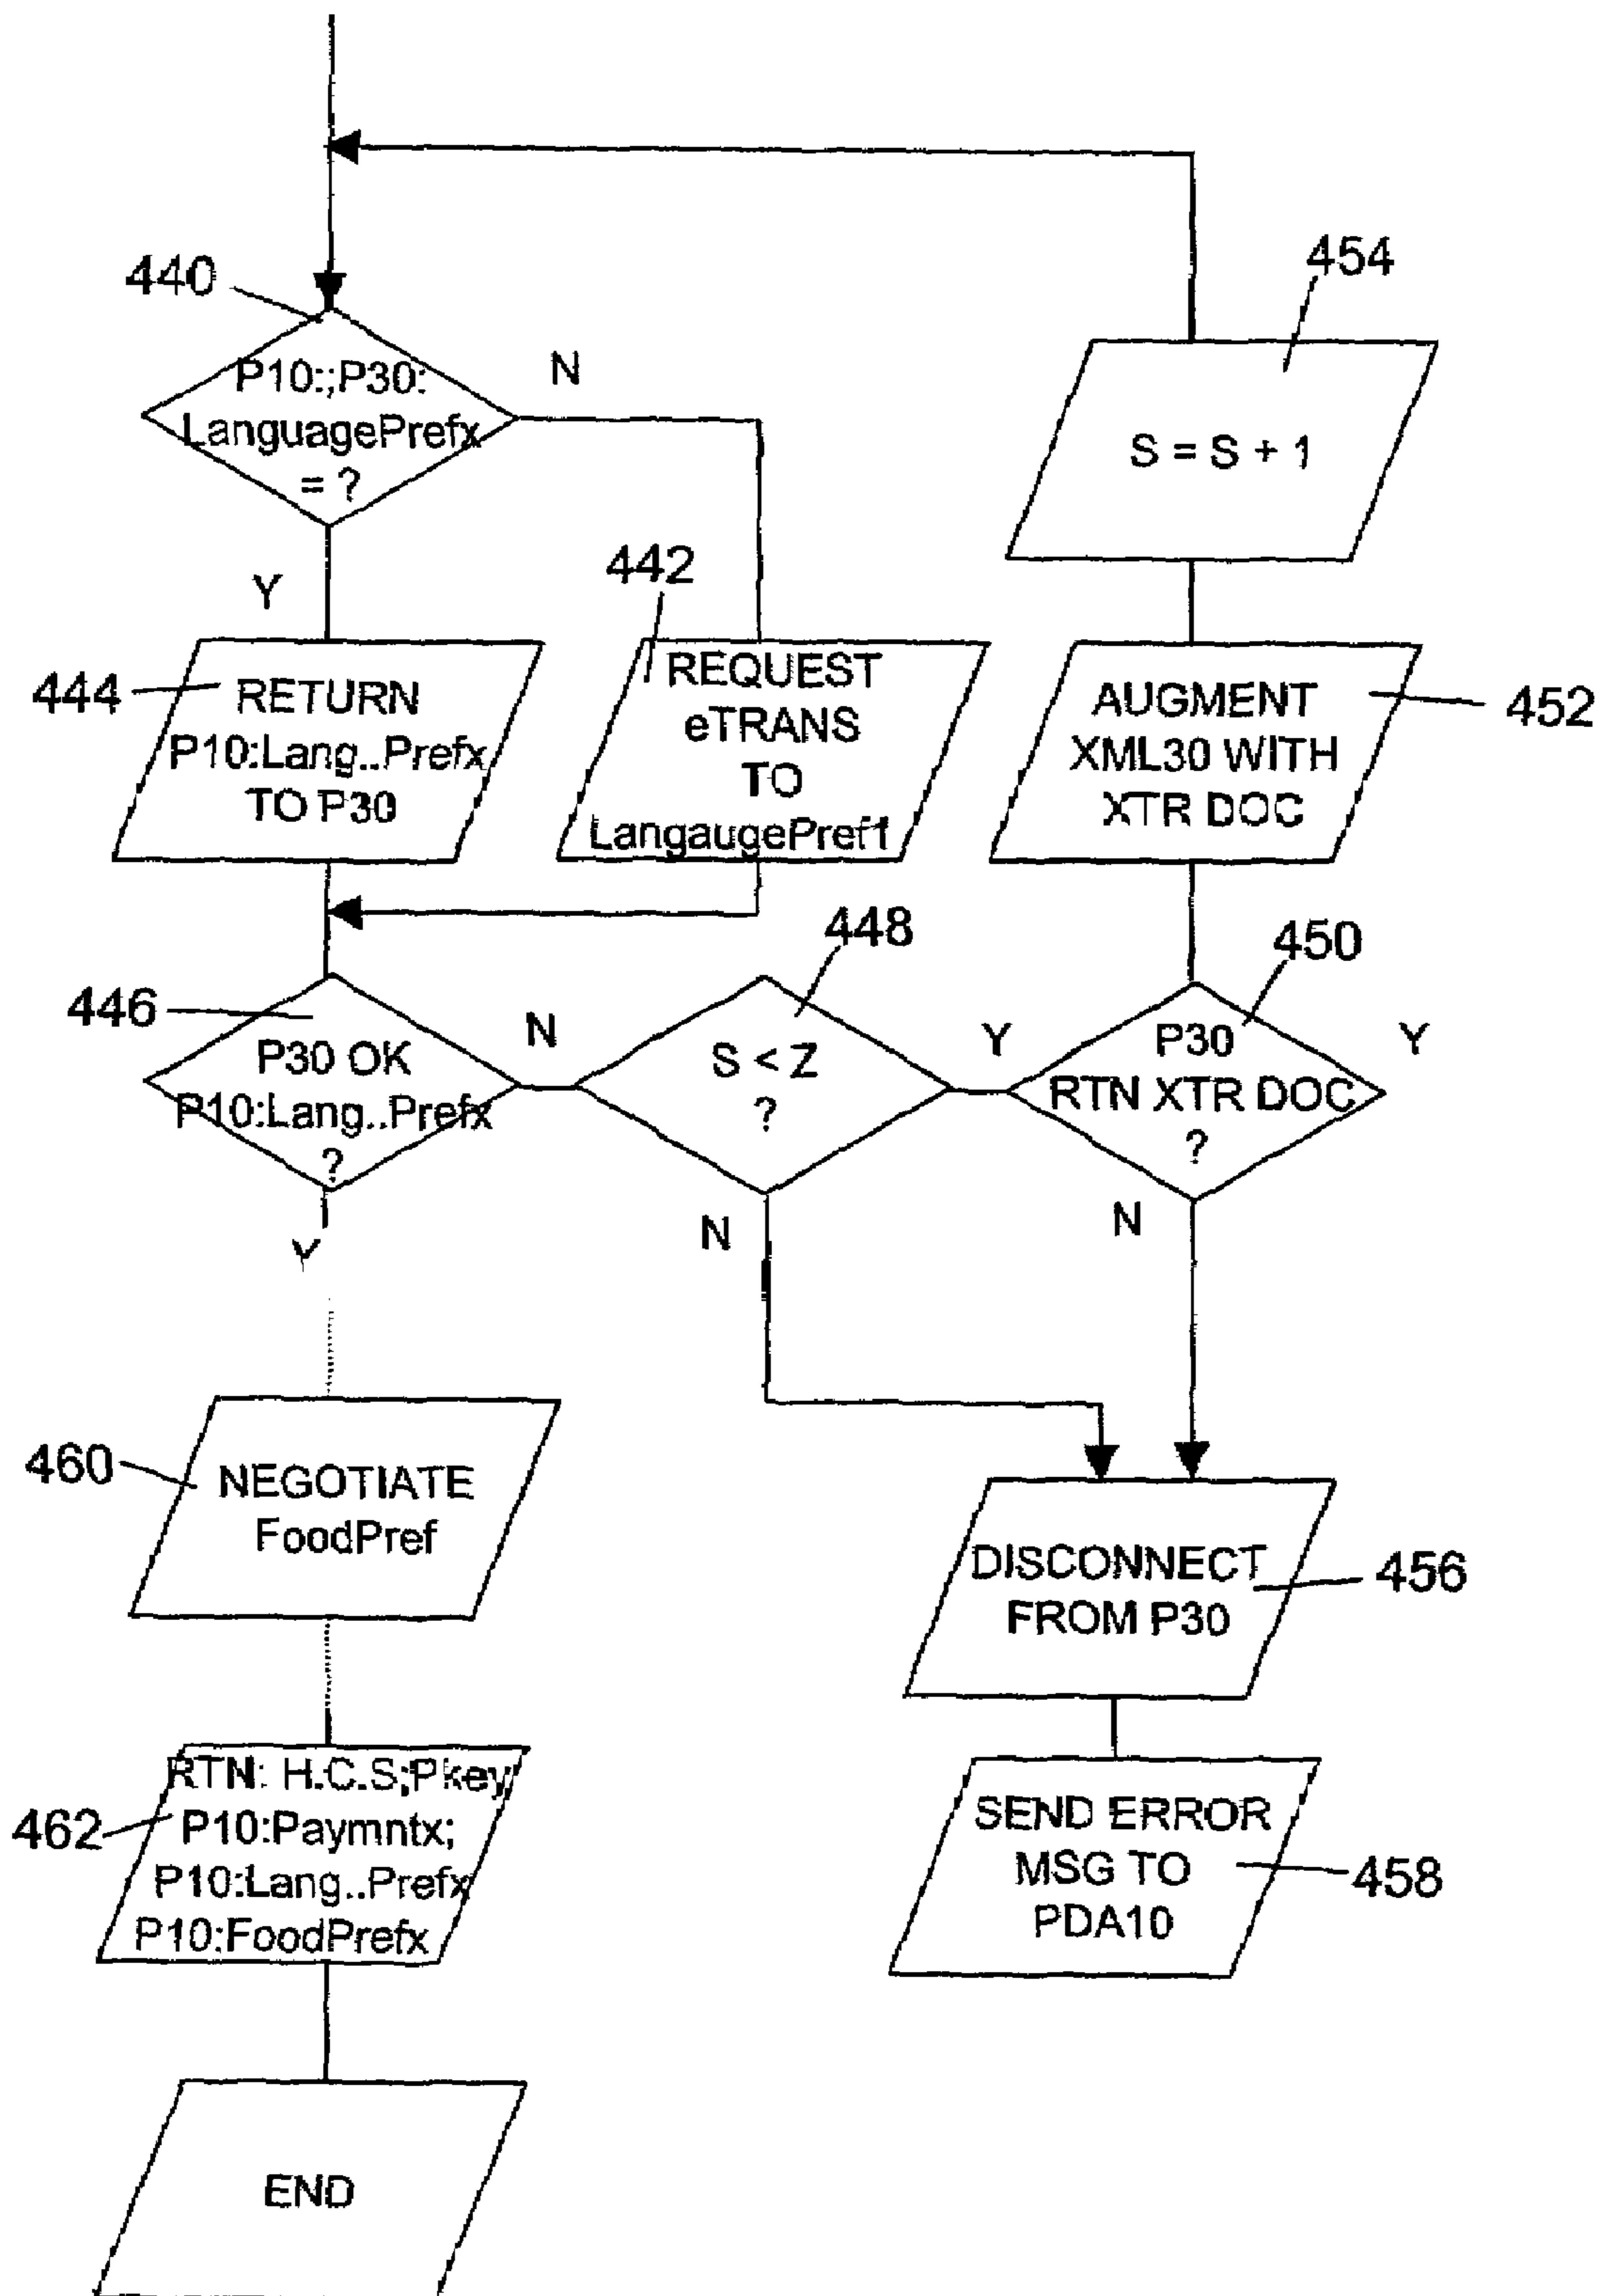 440
P10:;P30:
LanguagePrefx
= ?
N
Y
454
S = S + 1
442
444
RETURN
P10:Lang..Prefx
TO P30
REQUEST
eTRANS
TO
LangaugePref1
AUGMENT
XML30 WITH
XTR DOC
452
446
P30 OK
P10:Lang..Prefx
?
N
Y
448
S < Z
?
Y
N
450
P30
RTN XTR DOC
?
Y
N
460
NEGOTIATE
FoodPref
DISCONNECT
FROM P30
456
462
RTN: H.C.S;Pkey
P10:Paymntx;
P10:Lang..Prefx
P10:FoodPrefx
SEND ERROR
MSG TO
PDA10
458
END